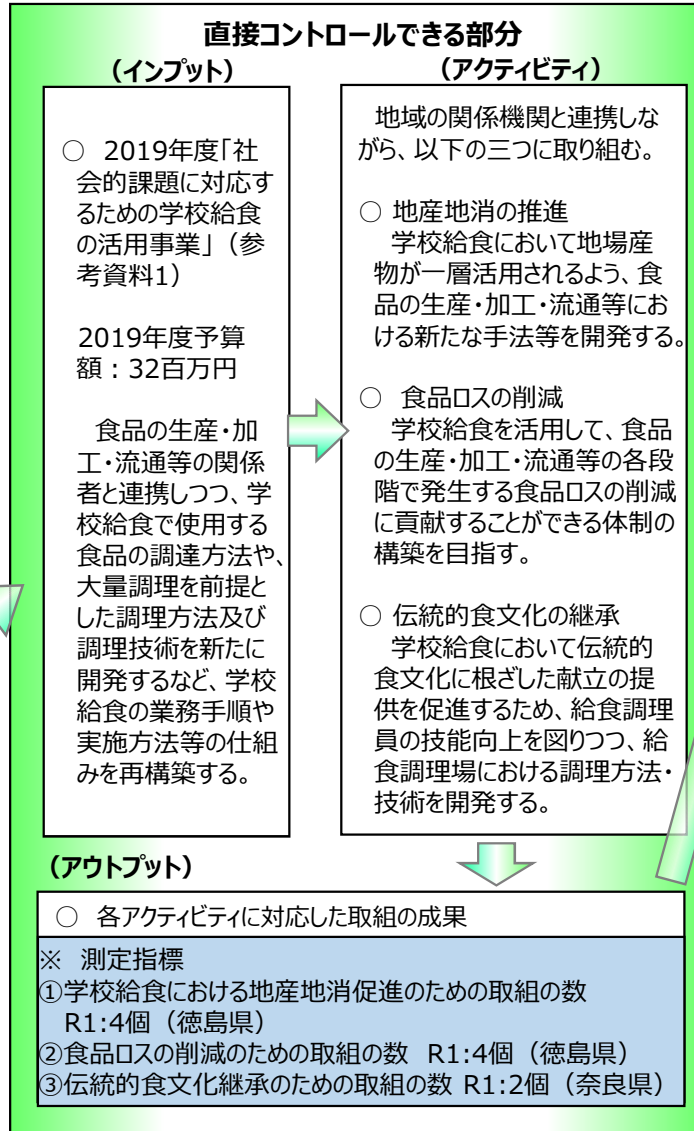 直接コントロールできる部分
（インプット）
○ 2019年度「社
会的課題に対応す
るための学校給食
の活用事業」（参
考資料1）
2019年度予算
額：32百万円
食品の生産・加
工・流通等の関係
者と連携しつつ、学
校給食で使用する
食品の調達方法や、
大量調理を前提と
した調理方法及び
調理技術を新たに
開発するなど、学校
給食の業務手順や
実施方法等の仕組
みを再構築する。
（アクティビティ）
地域の関係機関と連携しな
がら、以下の三つに取り組む。
○ 地産地消の推進
学校給食において地場産
物が一層活用されるよう、食
品の生産・加工・流通等にお
ける新たな手法等を開発する。
○ 食品ロスの削減
学校給食を活用して、食品
の生産・加工・流通等の各段
階で発生する食品ロスの削減
に貢献することができる体制の
構築を目指す。
○ 伝統的食文化の継承
学校給食において伝統的
食文化に根ざした献立の提
供を促進するため、給食調理
員の技能向上を図りつつ、給
食調理場における調理方法・
技術を開発する。
（アウトプット）
○ 各アクティビティに対応した取組の成果
※ 測定指標
①学校給食における地産地消促進のための取組の数
R1:4個（徳島県）
②食品ロスの削減のための取組の数 R1:4個（徳島県）
③伝統的食文化継承のための取組の数 R1:2個（奈良県）